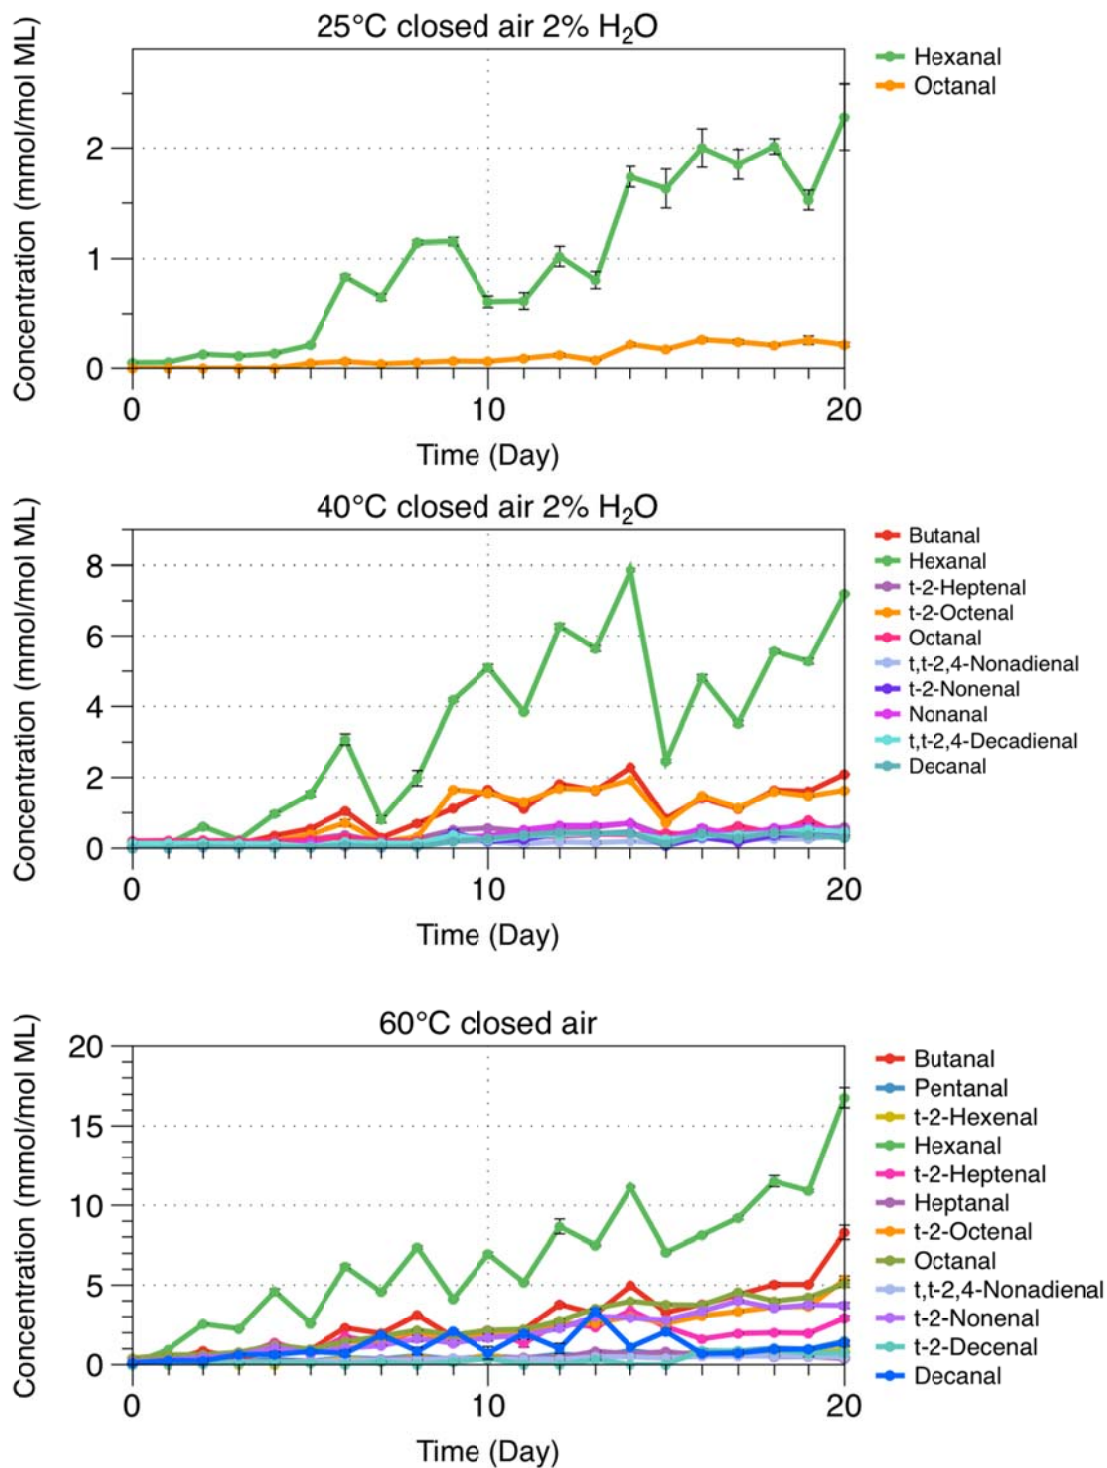 25°C closed air 2% H₂O
Concentration (mmol/mol ML)
2
1
0
0
10
20
Time (Day)
Hexanal
Octanal
40°C closed air 2% H₂O
Concentration (mmol/mol ML)
8
6
4
2
0
0
10
20
Time (Day)
Butanal
Hexanal
t-2-Heptenal
t-2-Octenal
Octanal
t,t-2,4-Nonadienal
t-2-Nonenal
Nonanal
t,t-2,4-Decadienal
Decanal
60°C closed air
Concentration (mmol/mol ML)
20
15
10
5
0
0
10
20
Time (Day)
Butanal
Pentanal
t-2-Hexenal
Hexanal
t-2-Heptenal
Heptanal
t-2-Octenal
Octanal
t,t-2,4-Nonadienal
t-2-Nonenal
t-2-Decenal
Decanal